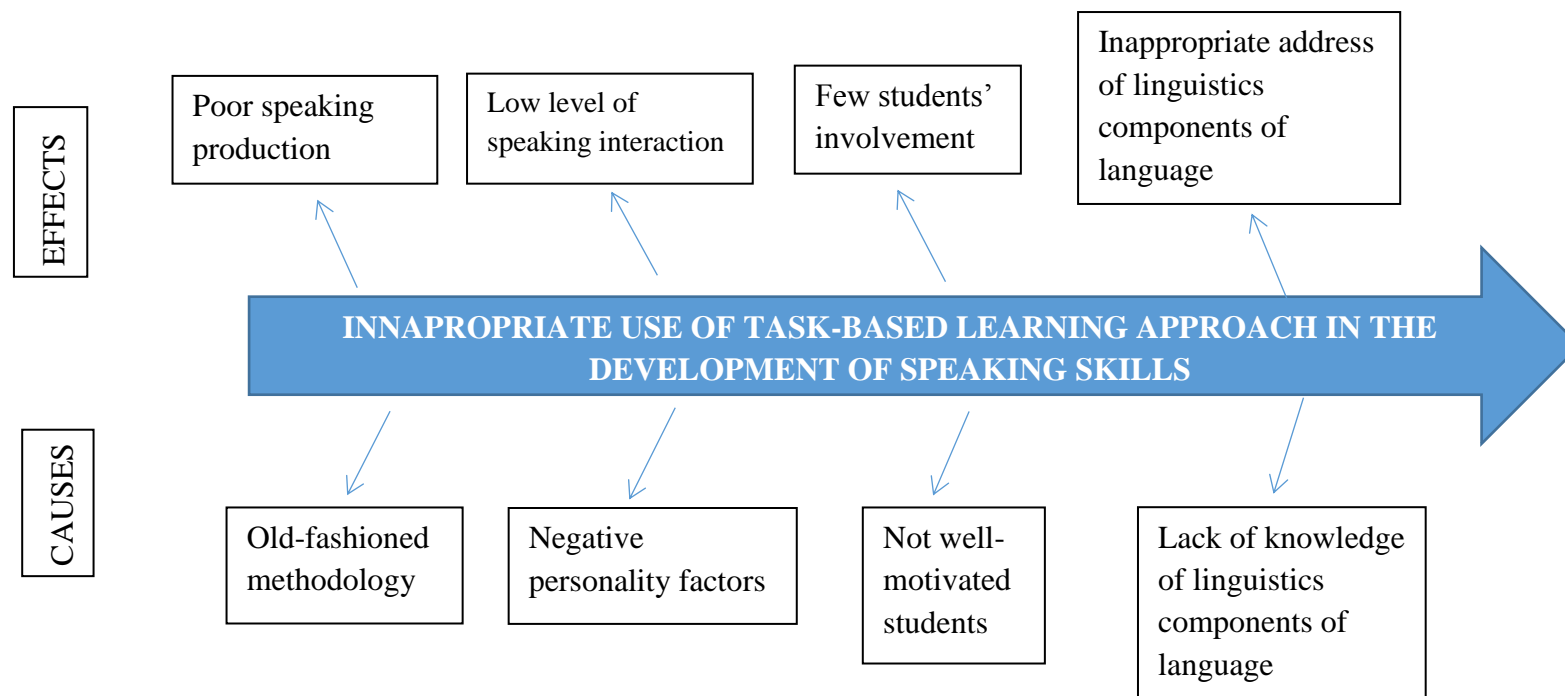 EFFECTS
Poor speaking
production
Low level of
speaking interaction
Few students’
involvement
Inappropriate address
of linguistics
components of
language
INNAPROPRIATE USE OF TASK-BASED LEARNING APPROACH IN THE
DEVELOPMENT OF SPEAKING SKILLS
CAUSES
Old-fashioned
methodology
Negative
personality factors
Not well-
motivated
students
Lack of knowledge
of linguistics
components of
language